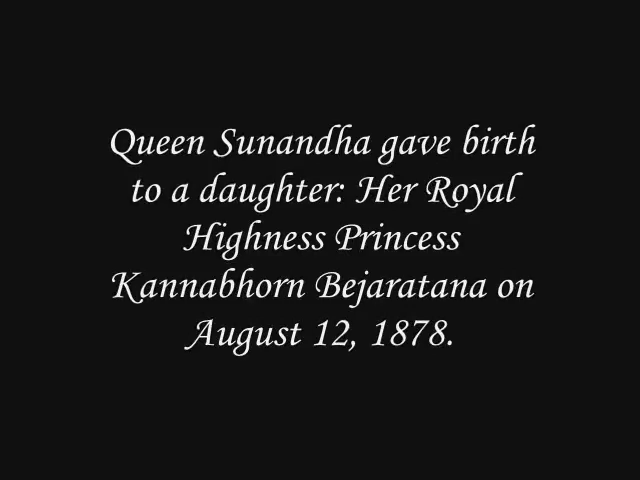 Queen Sunandha gave birth
to a daughter: Her Royal
Highness Princess
Kannabhorn Bejaratana on
August 12, 1878.